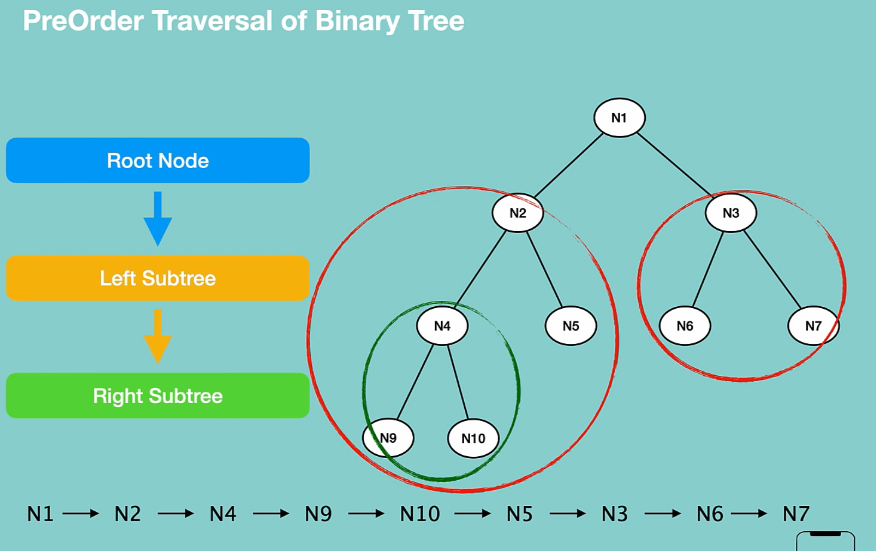 PreOrder Traversal of Binary Tree
Root Node
Left Subtree
Right Subtree
N1
N2
N3
N4
N5
N6
N7
N9
N10
N1 → N2 → N4 → N9 → N10 → N5 → N3 → N6 → N7